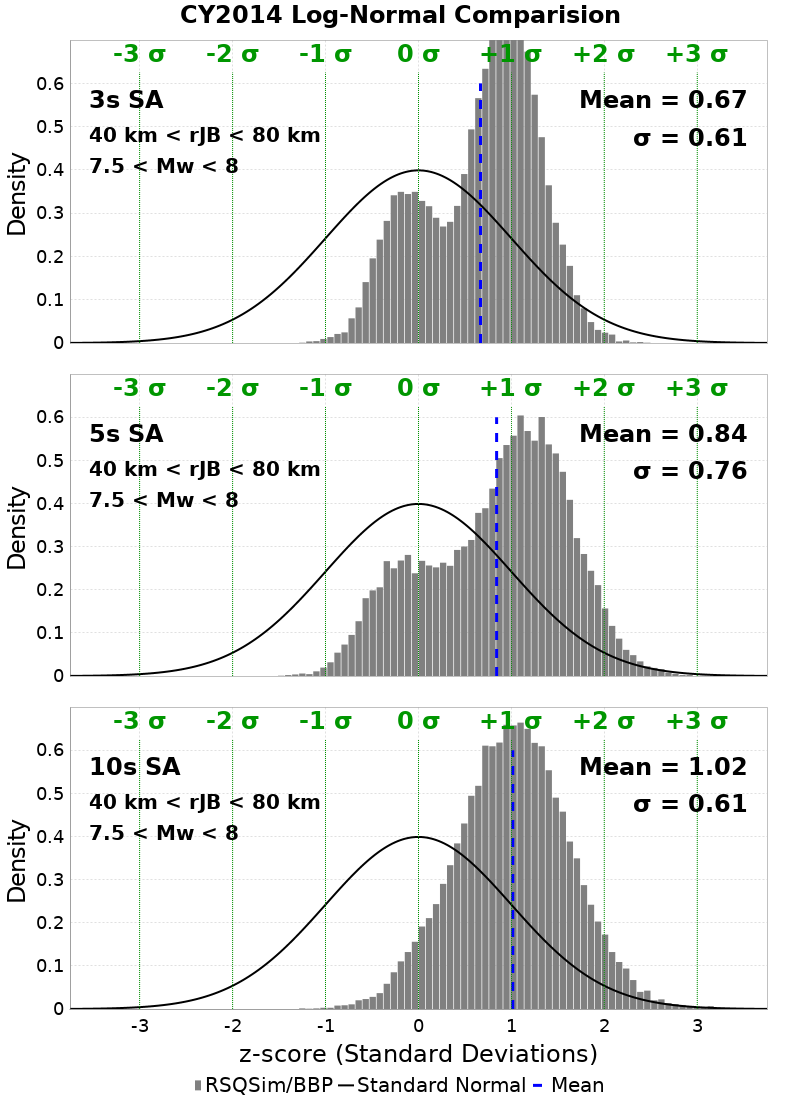 CY2014 Log-Normal Comparision
-3 σ -2 σ -1 σ 0 σ +1 σ +2 σ +3 σ
3s SA
40 km < rJB < 80 km
7.5 < Mw < 8
Mean = 0.67
σ = 0.61
Density
0.6
0.5
0.4
0.3
0.2
0.1
0
-3 σ -2 σ -1 σ 0 σ +1 σ +2 σ +3 σ
5s SA
40 km < rJB < 80 km
7.5 < Mw < 8
Mean = 0.84
σ = 0.76
Density
0.6
0.5
0.4
0.3
0.2
0.1
0
-3 σ -2 σ -1 σ 0 σ +1 σ +2 σ +3 σ
10s SA
40 km < rJB < 80 km
7.5 < Mw < 8
Mean = 1.02
σ = 0.61
Density
0.6
0.5
0.4
0.3
0.2
0.1
0
-3 -2 -1 0 1 2 3
z-score (Standard Deviations)
RSQSim/BBP Standard Normal Mean